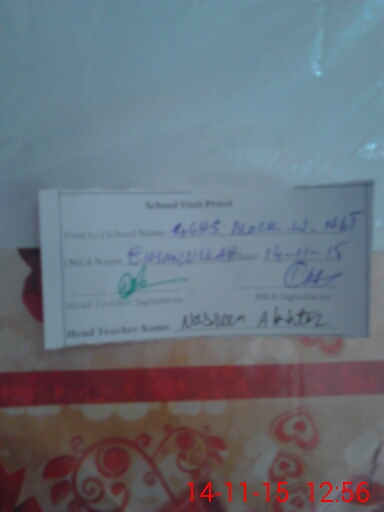 School Visit Proof
Visit to (School Name GGHS BLOCK.W. NGT
(MEA Name EHSANULLAH Date: 14-11-15
Head Teacher Signatures MEA Signatures
Head Teacher Name: Nasreen Akhter
14-11-15 12:56